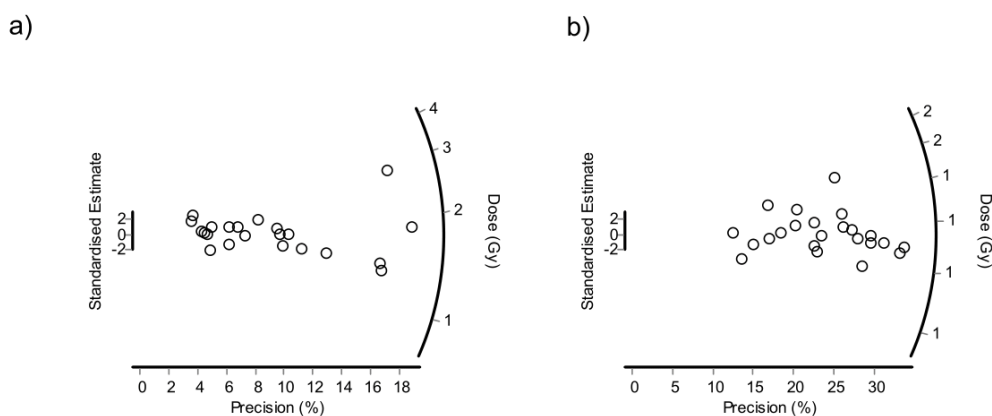 a)
Standardised Estimate
2
0
-2
4
3
2
1
Dose (Gy)
0 2 4 6 8 10 12 14 16 18
Precision (%)
b)
Standardised Estimate
2
0
-2
2
2
1
1
1
1
Dose (Gy)
0 5 10 15 20 25 30
Precision (%)